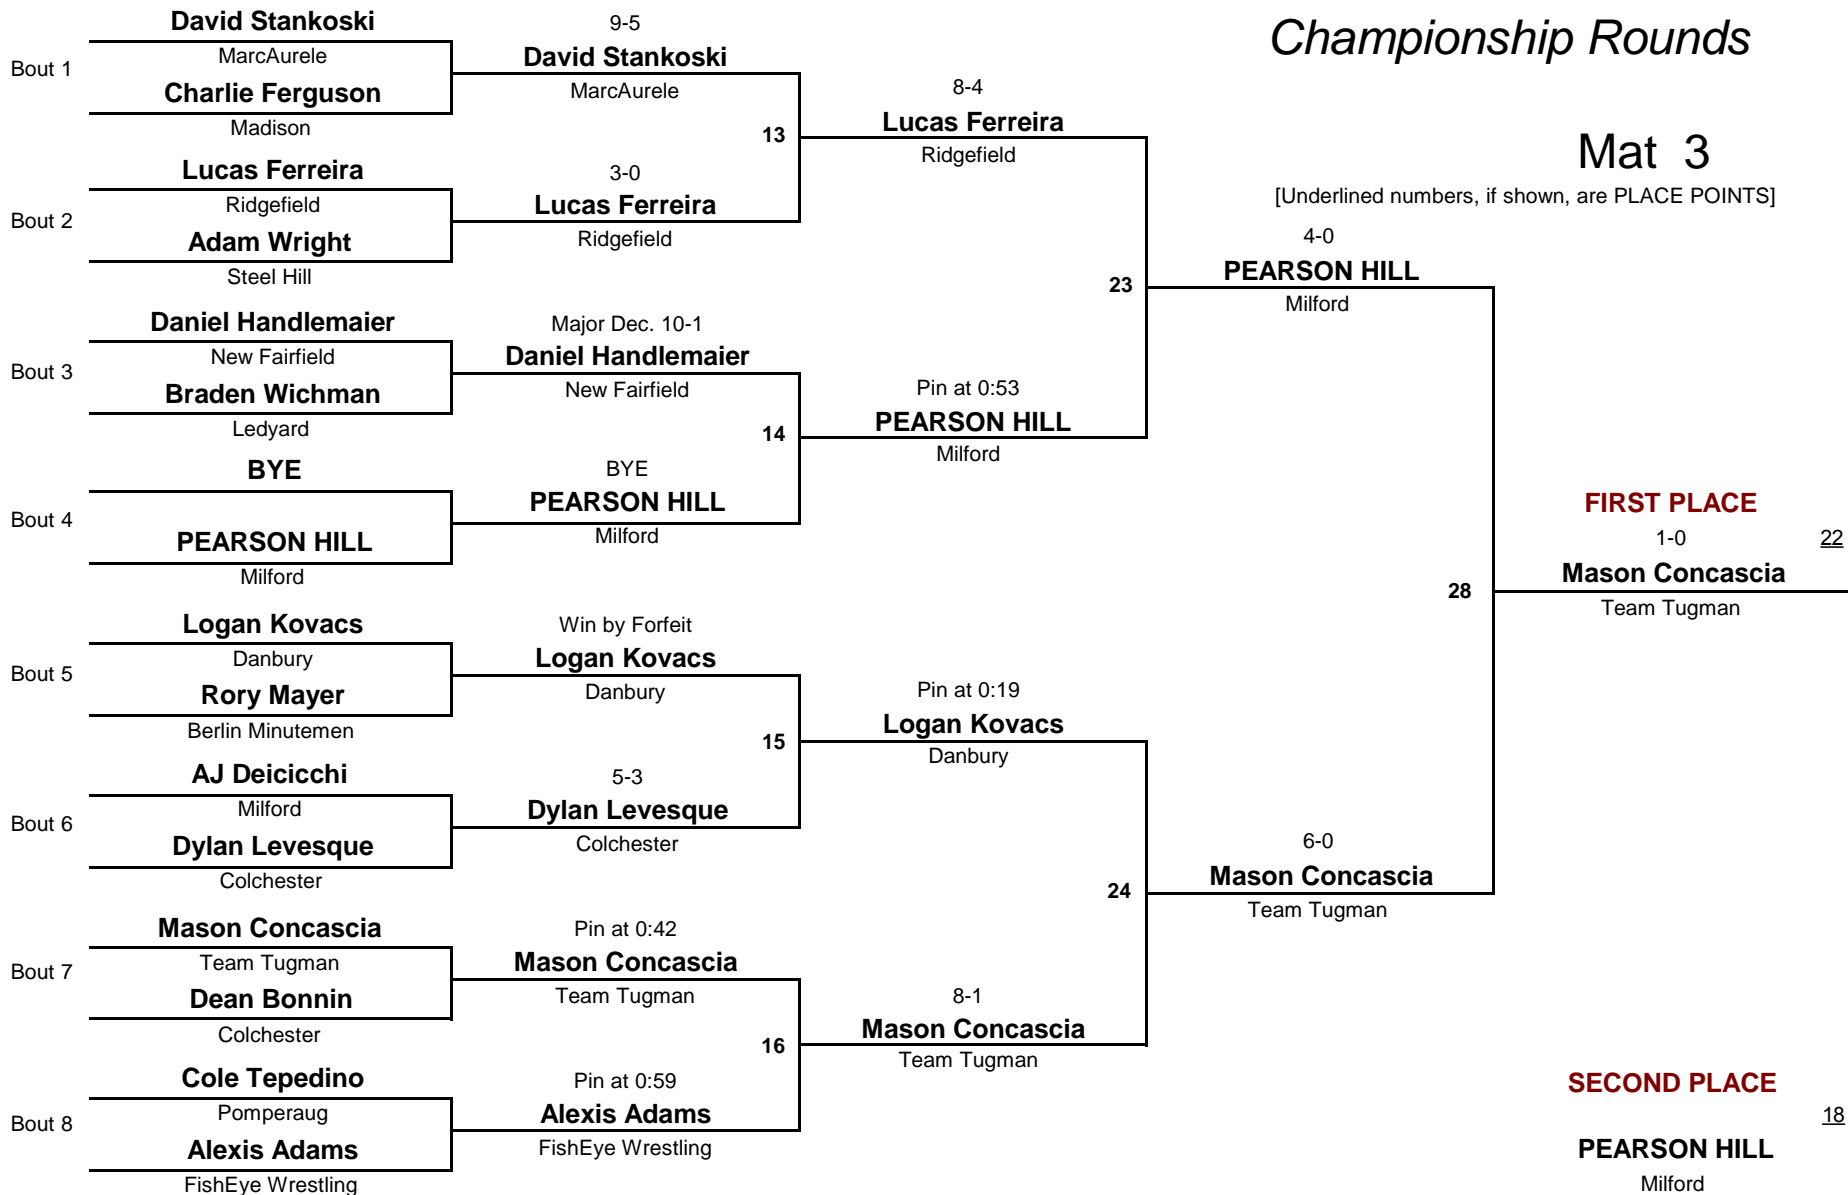 Championship Rounds
Mat 3
[Underlined numbers, if shown, are PLACE POINTS]
David Stankoski
MarcAurele
Bout 1
Charlie Ferguson
Madison
Lucas Ferreira
Ridgefield
Bout 2
Adam Wright
Steel Hill
Daniel Handlemaier
New Fairfield
Bout 3
Braden Wichman
Ledyard
BYE
Bout 4
PEARSON HILL
Milford
Logan Kovacs
Danbury
Bout 5
Rory Mayer
Berlin Minutemen
AJ Deicicchi
Milford
Bout 6
Dylan Levesque
Colchester
Mason Concascia
Team Tugman
Bout 7
Dean Bonnin
Colchester
Cole Tepedino
Pomperaug
Bout 8
Alexis Adams
FishEye Wrestling
9-5
David Stankoski
MarcAurele
13
3-0
Lucas Ferreira
Ridgefield
Major Dec. 10-1
Daniel Handlemaier
New Fairfield
14
BYE
PEARSON HILL
Milford
Win by Forfeit
Logan Kovacs
Danbury
15
5-3
Dylan Levesque
Colchester
Pin at 0:42
Mason Concascia
Team Tugman
16
Pin at 0:59
Alexis Adams
FishEye Wrestling
8-4
Lucas Ferreira
Ridgefield
23
Pin at 0:53
PEARSON HILL
Milford
Pin at 0:19
Logan Kovacs
Danbury
24
8-1
Mason Concascia
Team Tugman
4-0
PEARSON HILL
Milford
28
6-0
Mason Concascia
Team Tugman
FIRST PLACE
1-0 22
Mason Concascia
Team Tugman
SECOND PLACE
18
PEARSON HILL
Milford